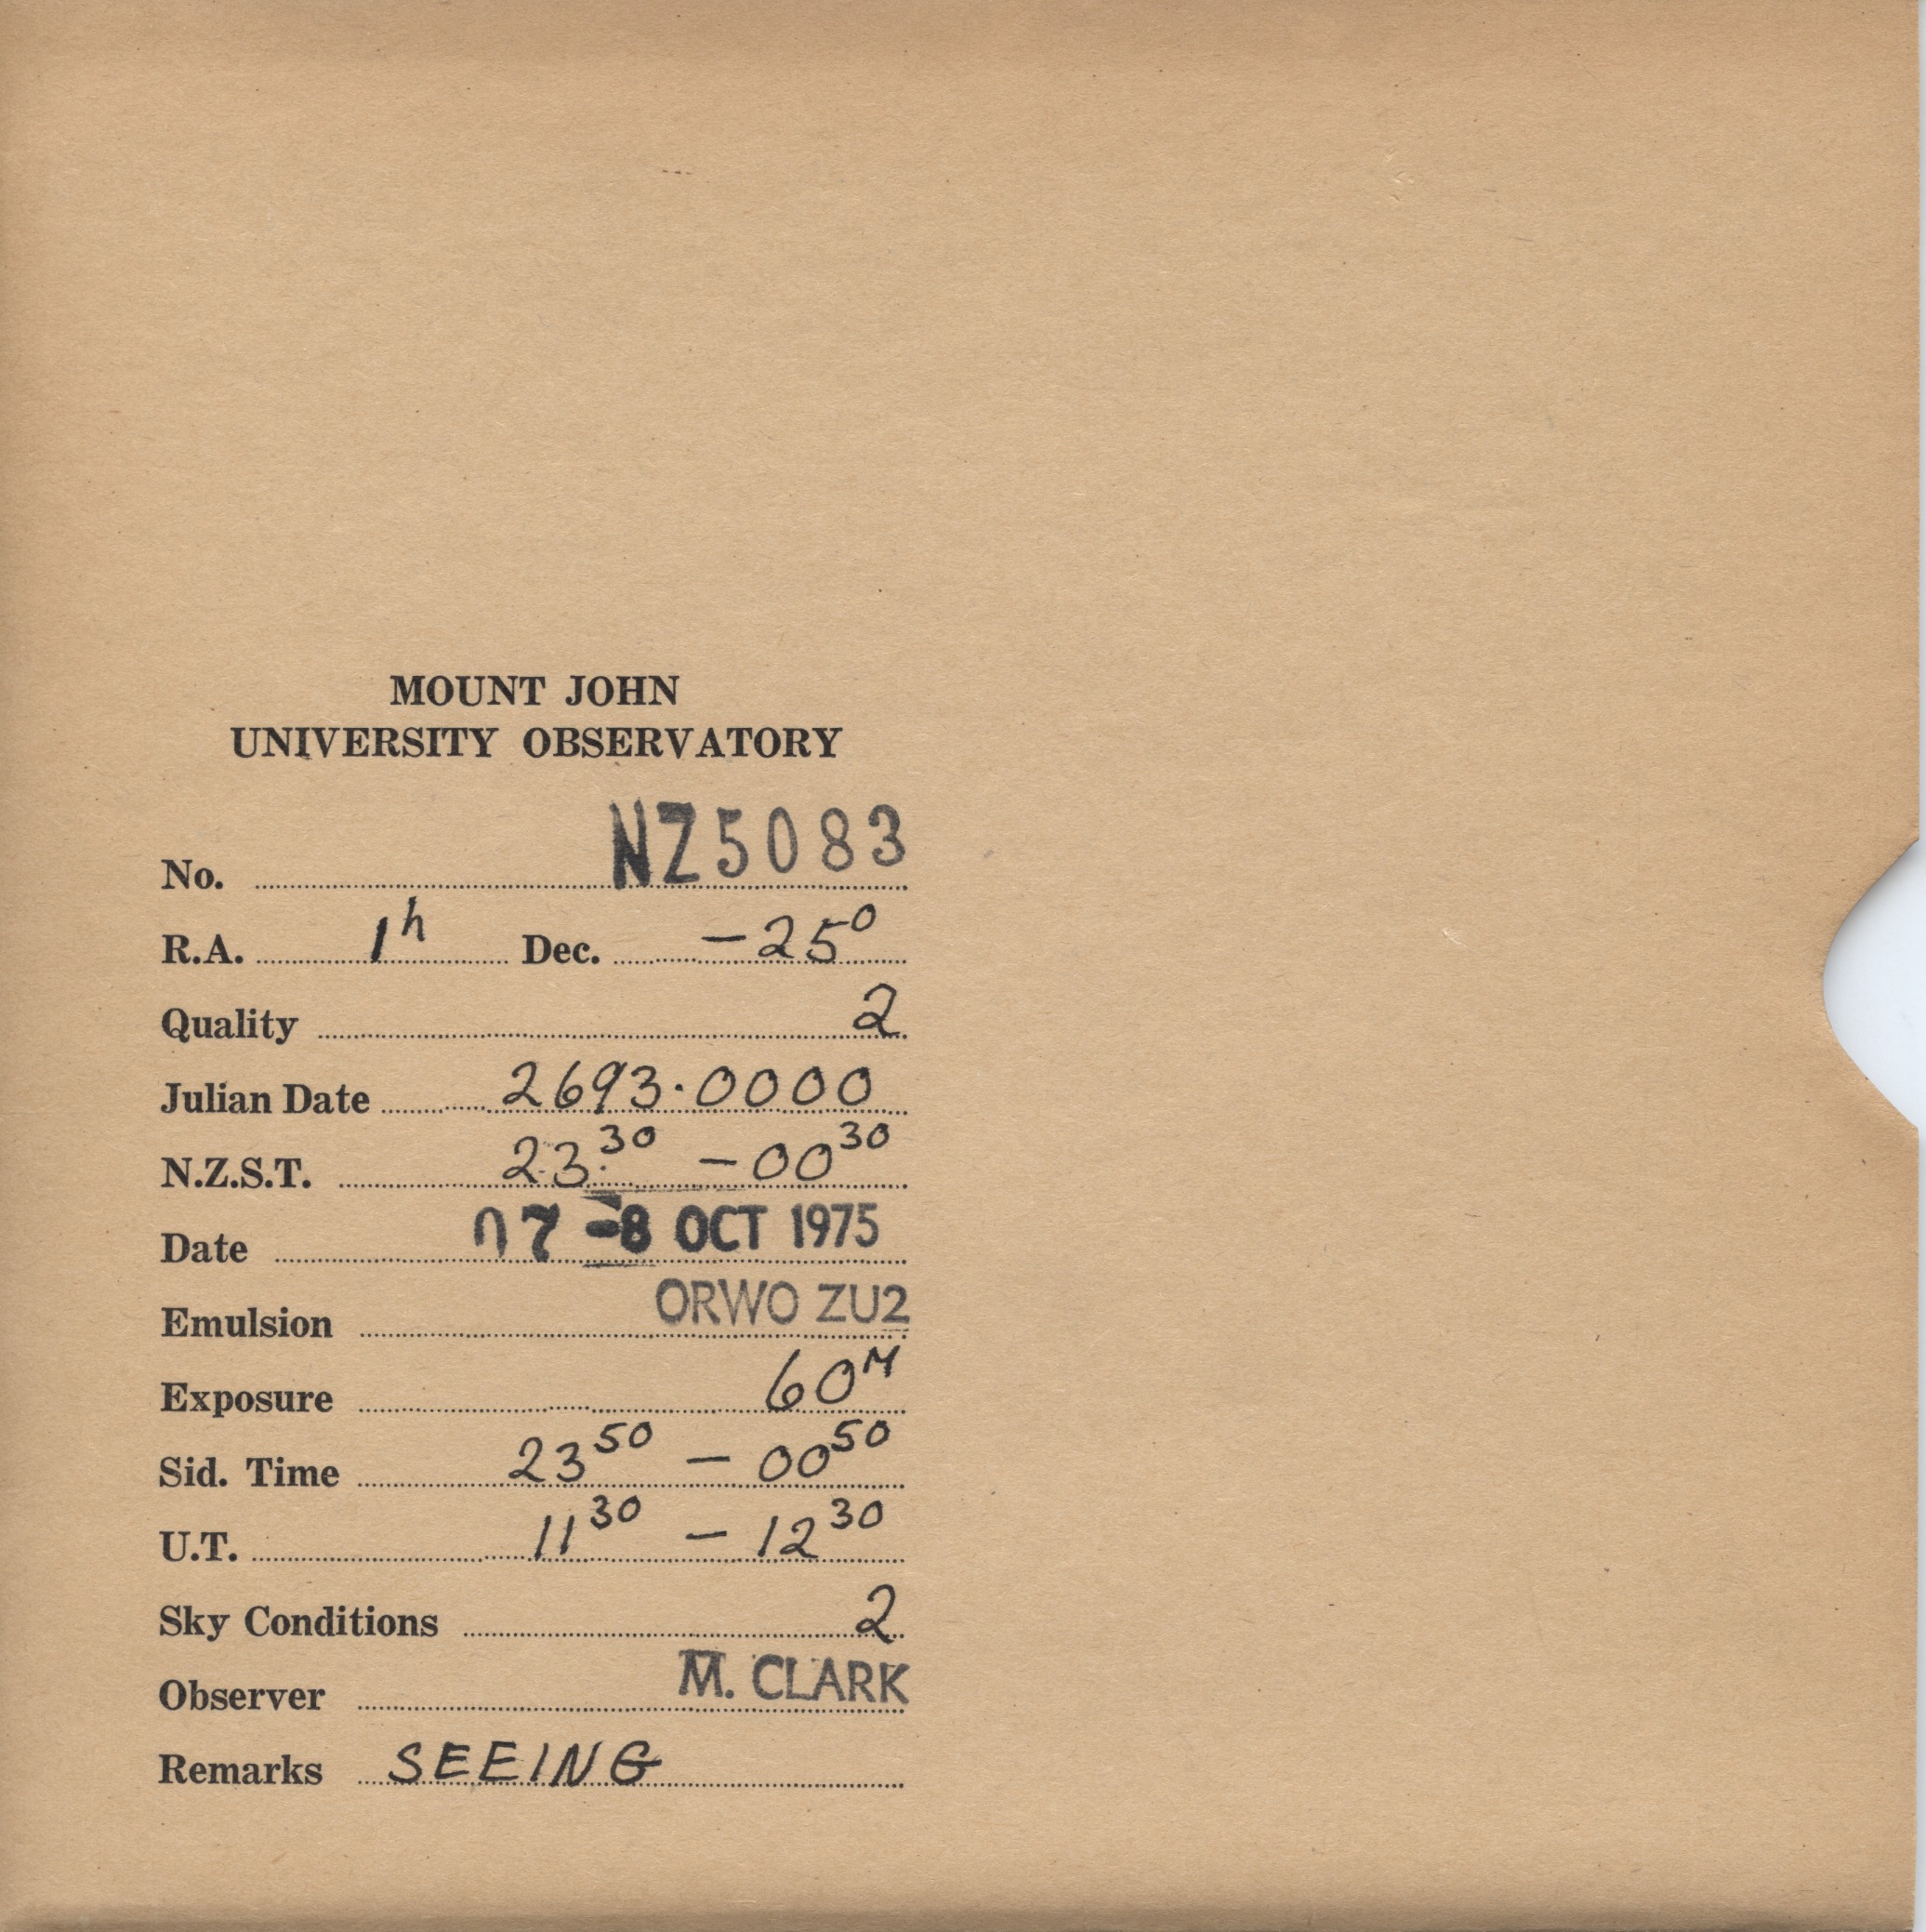 MOUNT JOHN
UNIVERSITY OBSERVATORY
No. NZ5083
R.A. 1h Dec. -25°
Quality 2
Julian Date 2693.0000
N.Z.S.T. 23 30 - 00 30
Date 07 -8 OCT 1975
Emulsion ORWO ZU2
Exposure 60M
Sid. Time 23 50 - 00 50
U.T. 11 30 - 12 30
Sky Conditions 2
Observer M. CLARK
Remarks SEEING